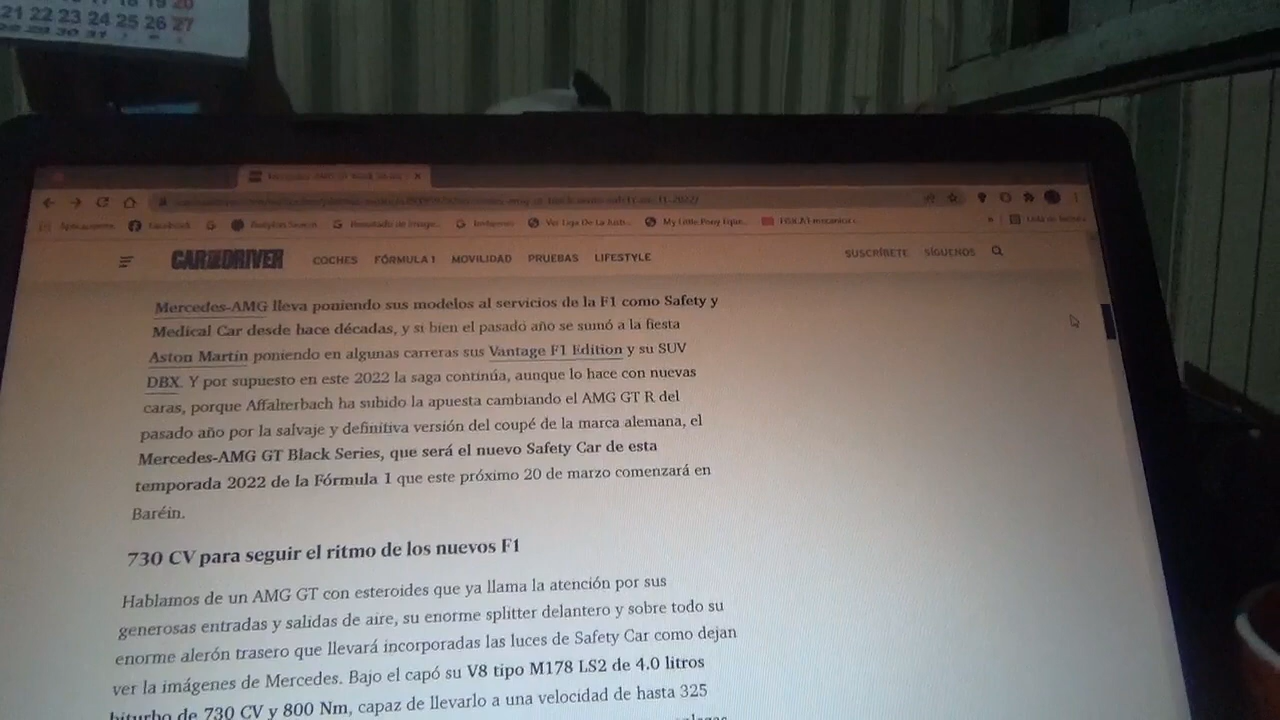 20
21 22 23 24 25 26 27
28 29 30 31
Facebook
My Little Pony Eque...
CAR AND DRIVER
COCHES FÓRMULA 1 MOVILIDAD PRUEBAS LIFESTYLE
SUSCRÍBETE SÍGUENOS
Mercedes-AMG lleva poniendo sus modelos al servicios de la F1 como Safety y
Medical Car desde hace décadas, y si bien el pasado año se sumó a la fiesta
Aston Martin poniendo en algunas carreras sus Vantage F1 Edition y su SUV
DBX. Y por supuesto en este 2022 la saga continúa, aunque lo hace con nuevas
caras, porque Affalterbach ha subido la apuesta cambiando el AMG GT R del
pasado año por la salvaje y definitiva versión del coupé de la marca alemana, el
Mercedes-AMG GT Black Series, que será el nuevo Safety Car de esta
temporada 2022 de la Fórmula 1 que este próximo 20 de marzo comenzará en
Baréin.
730 CV para seguir el ritmo de los nuevos F1
Hablamos de un AMG GT con esteroides que ya llama la atención por sus
generosas entradas y salidas de aire, su enorme splitter delantero y sobre todo su
enorme alerón trasero que llevará incorporadas las luces de Safety Car como dejan
ver la imágenes de Mercedes. Bajo el capó su V8 tipo M178 LS2 de 4.0 litros
biturbo de 730 CV y 800 Nm, capaz de llevarlo a una velocidad de hasta 325